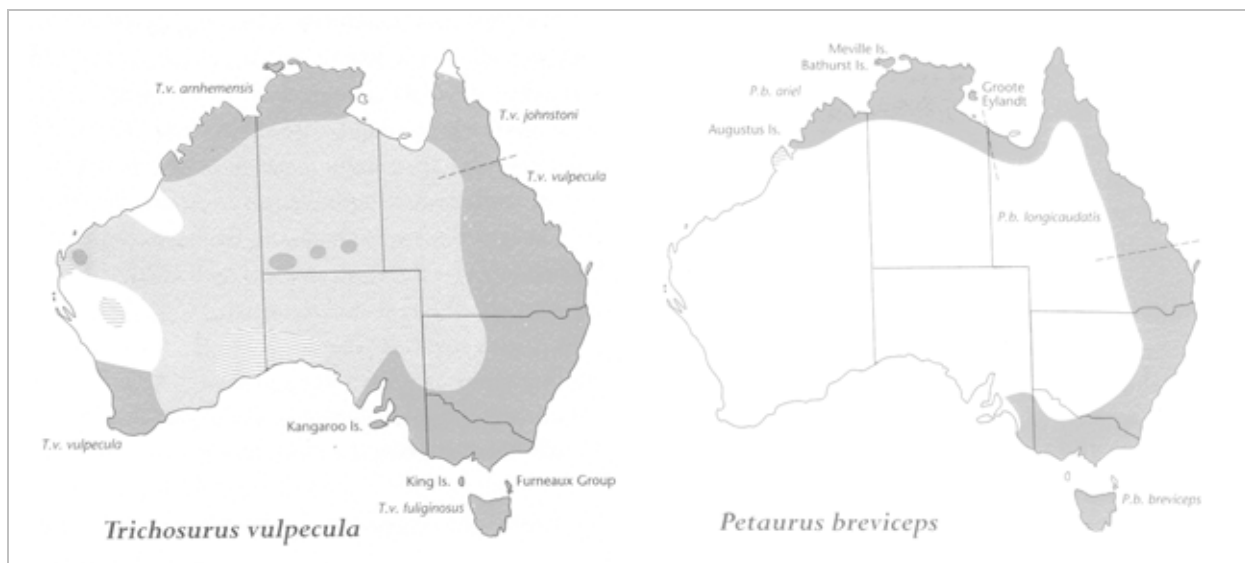 T.v. arnhemensis
T.v. johnstoni
T.v. vulpecula
T.v. vulpecula
Kangaroo Is.
King Is.
Furneaux Group
T.v. fuliginosus
Trichosurus vulpecula
Meville Is.
Bathurst Is.
P.b. ariel
Groote
Eylandt
Augustus Is.
P.b. longicaudatis
P.b. breviceps
Petaurus breviceps